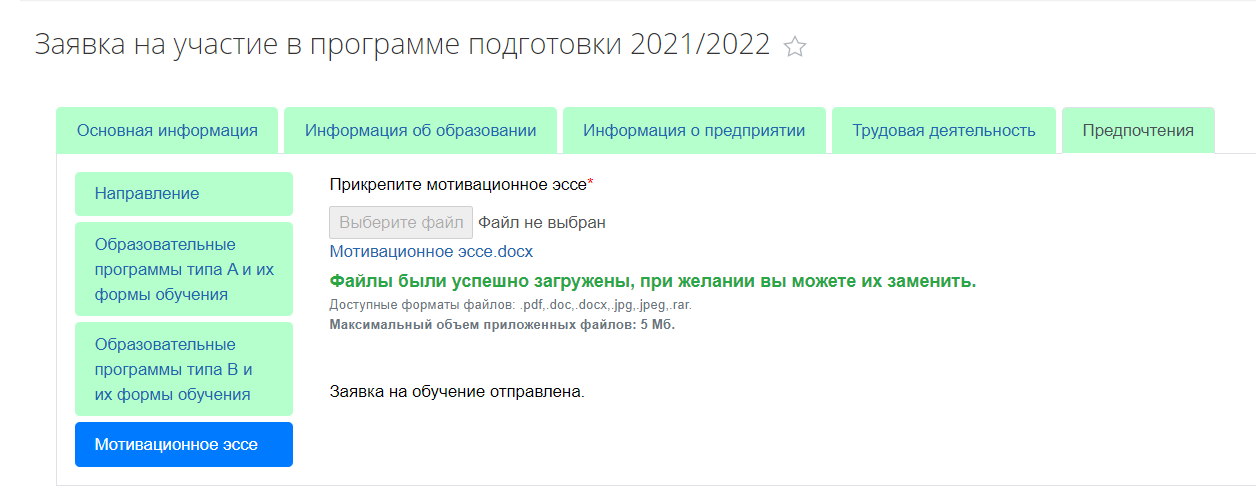 Заявка на участие в программе подготовки 2021/2022
Основная информация
Информация об образовании
Информация о предприятии
Трудовая деятельность
Предпочтения
Направление
Образовательные
программы типа А и их
формы обучения
Образовательные
программы типа В и
их формы обучения
Мотивационное эссе
Прикрепите мотивационное эссе*
Выберите файл Файл не выбран
Мотивационное эссе.docx
Файлы были успешно загружены, при желании вы можете их заменить.
Доступные форматы файлов: .pdf,.doc,.docx,.jpg,.jpeg,.rar.
Максимальный объем приложенных файлов: 5 Мб.
Заявка на обучение отправлена.